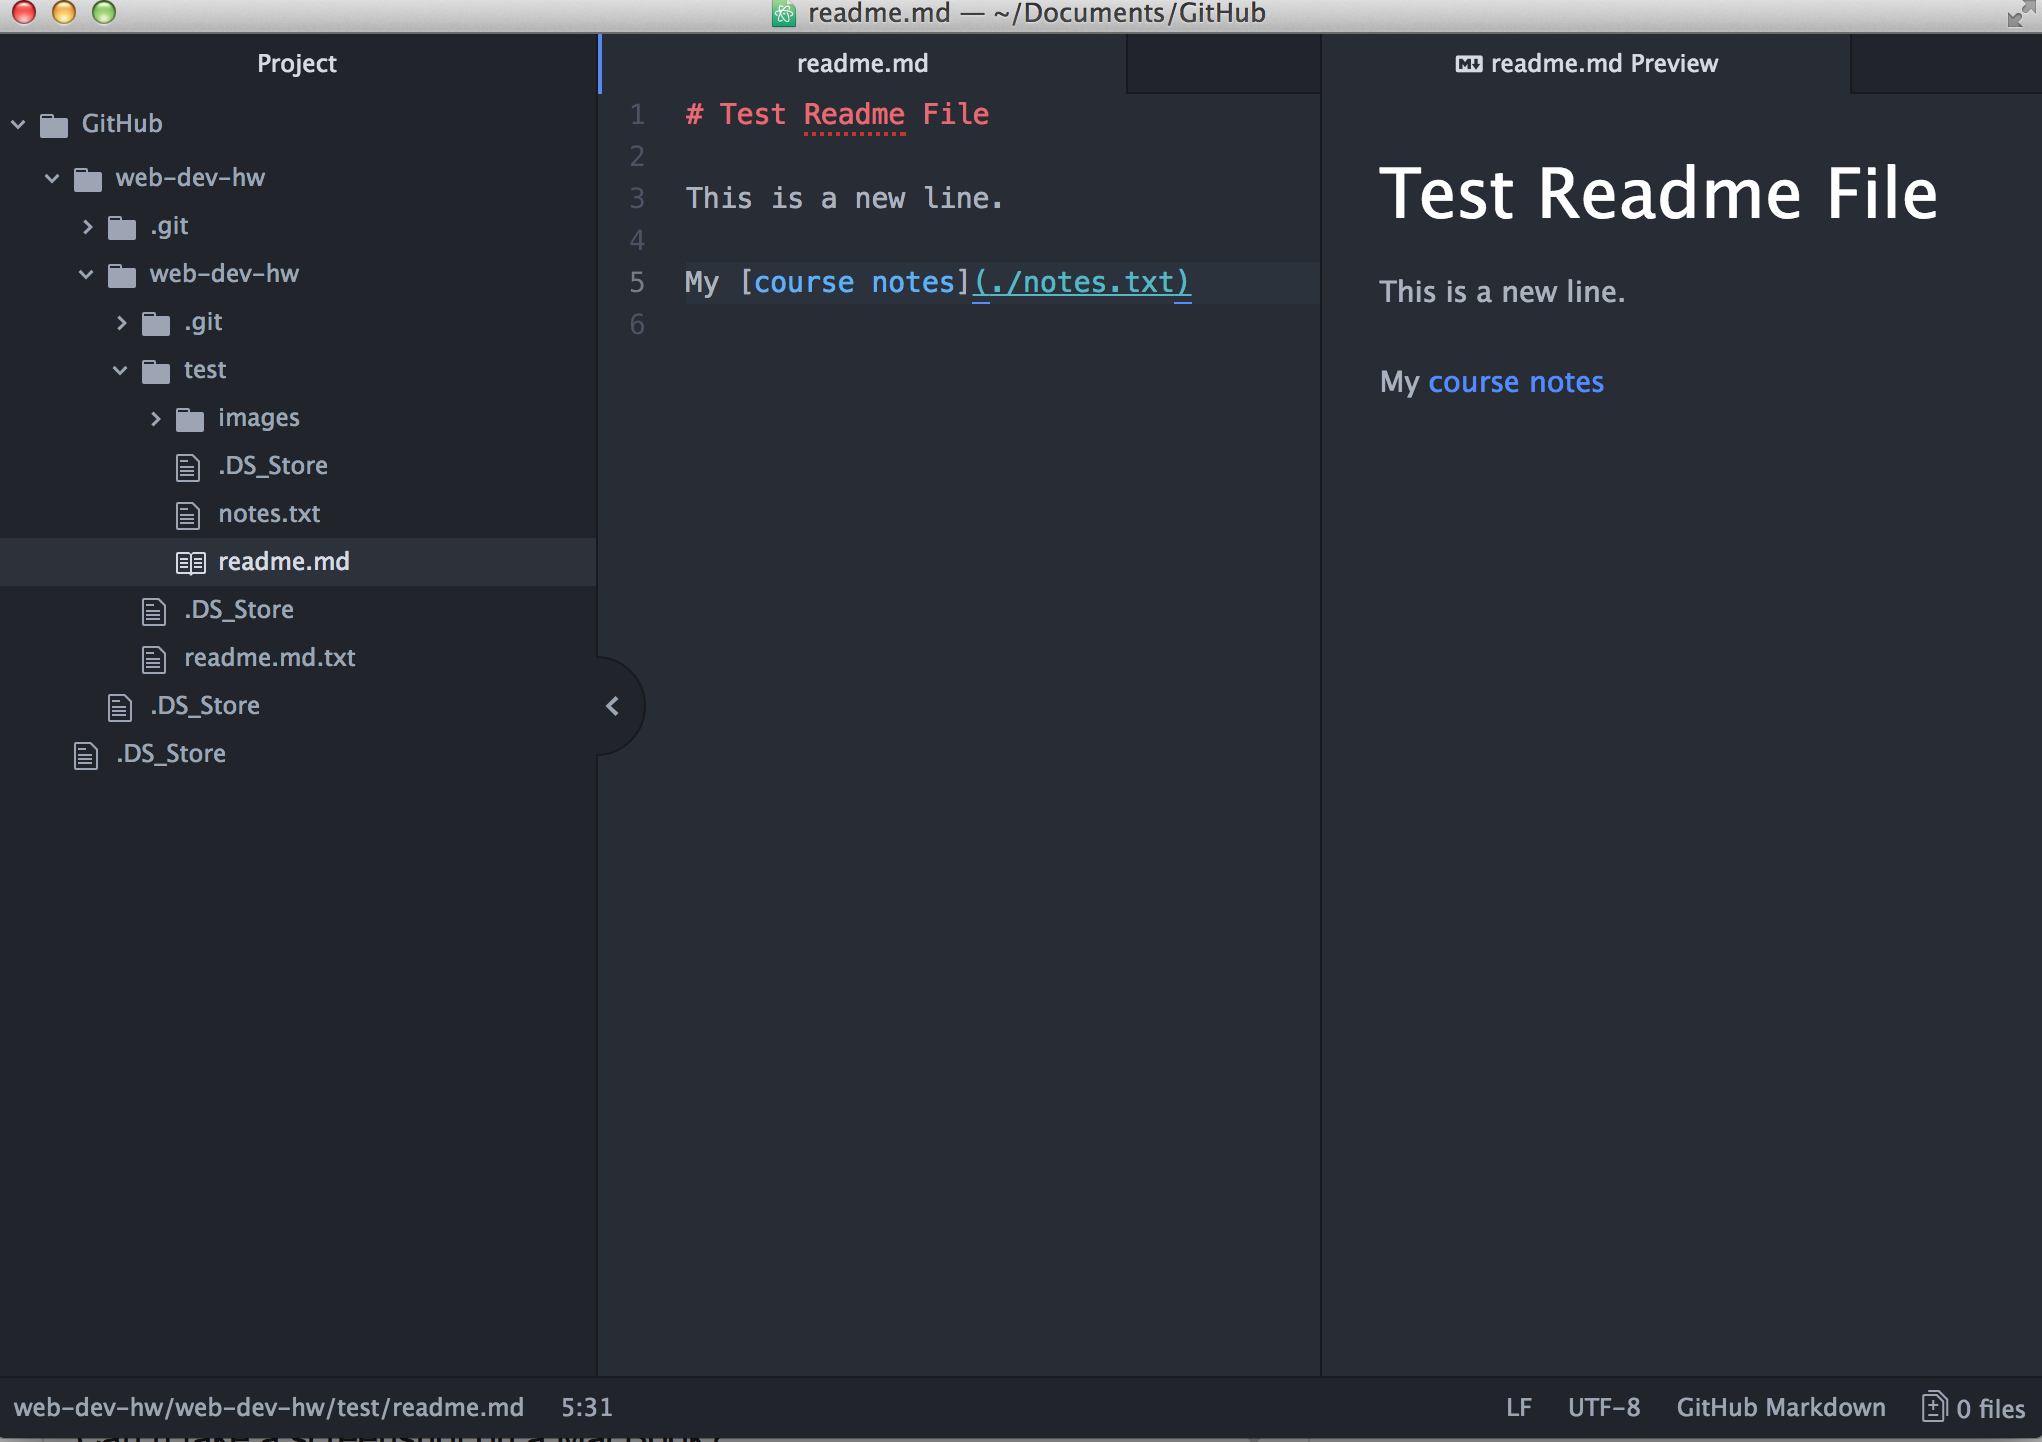 readme.md — ~/Documents/GitHub
Project
GitHub
web-dev-hw
.git
web-dev-hw
.git
test
images
.DS_Store
notes.txt
readme.md
.DS_Store
readme.md.txt
.DS_Store
.DS_Store
readme.md
1 # Test Readme File
2
3 This is a new line.
4
5 My [course notes](./notes.txt)
6
readme.md Preview
Test Readme File
This is a new line.
My course notes
web-dev-hw/web-dev-hw/test/readme.md 5:31
LF UTF-8 GitHub Markdown 0 files